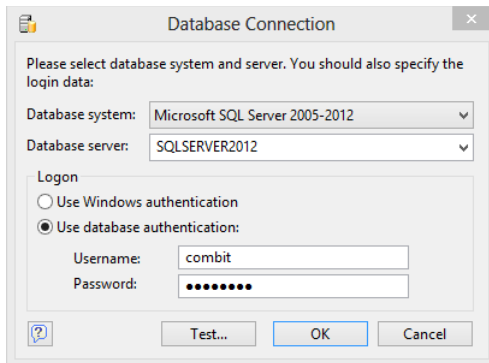 Database Connection
Please select database system and server. You should also specify the
login data:
Database system: Microsoft SQL Server 2005-2012
Database server: SQLSERVER2012
Logon
Use Windows authentication
Use database authentication:
Username: combit
Password: ●●●●●●●●
Test... OK Cancel